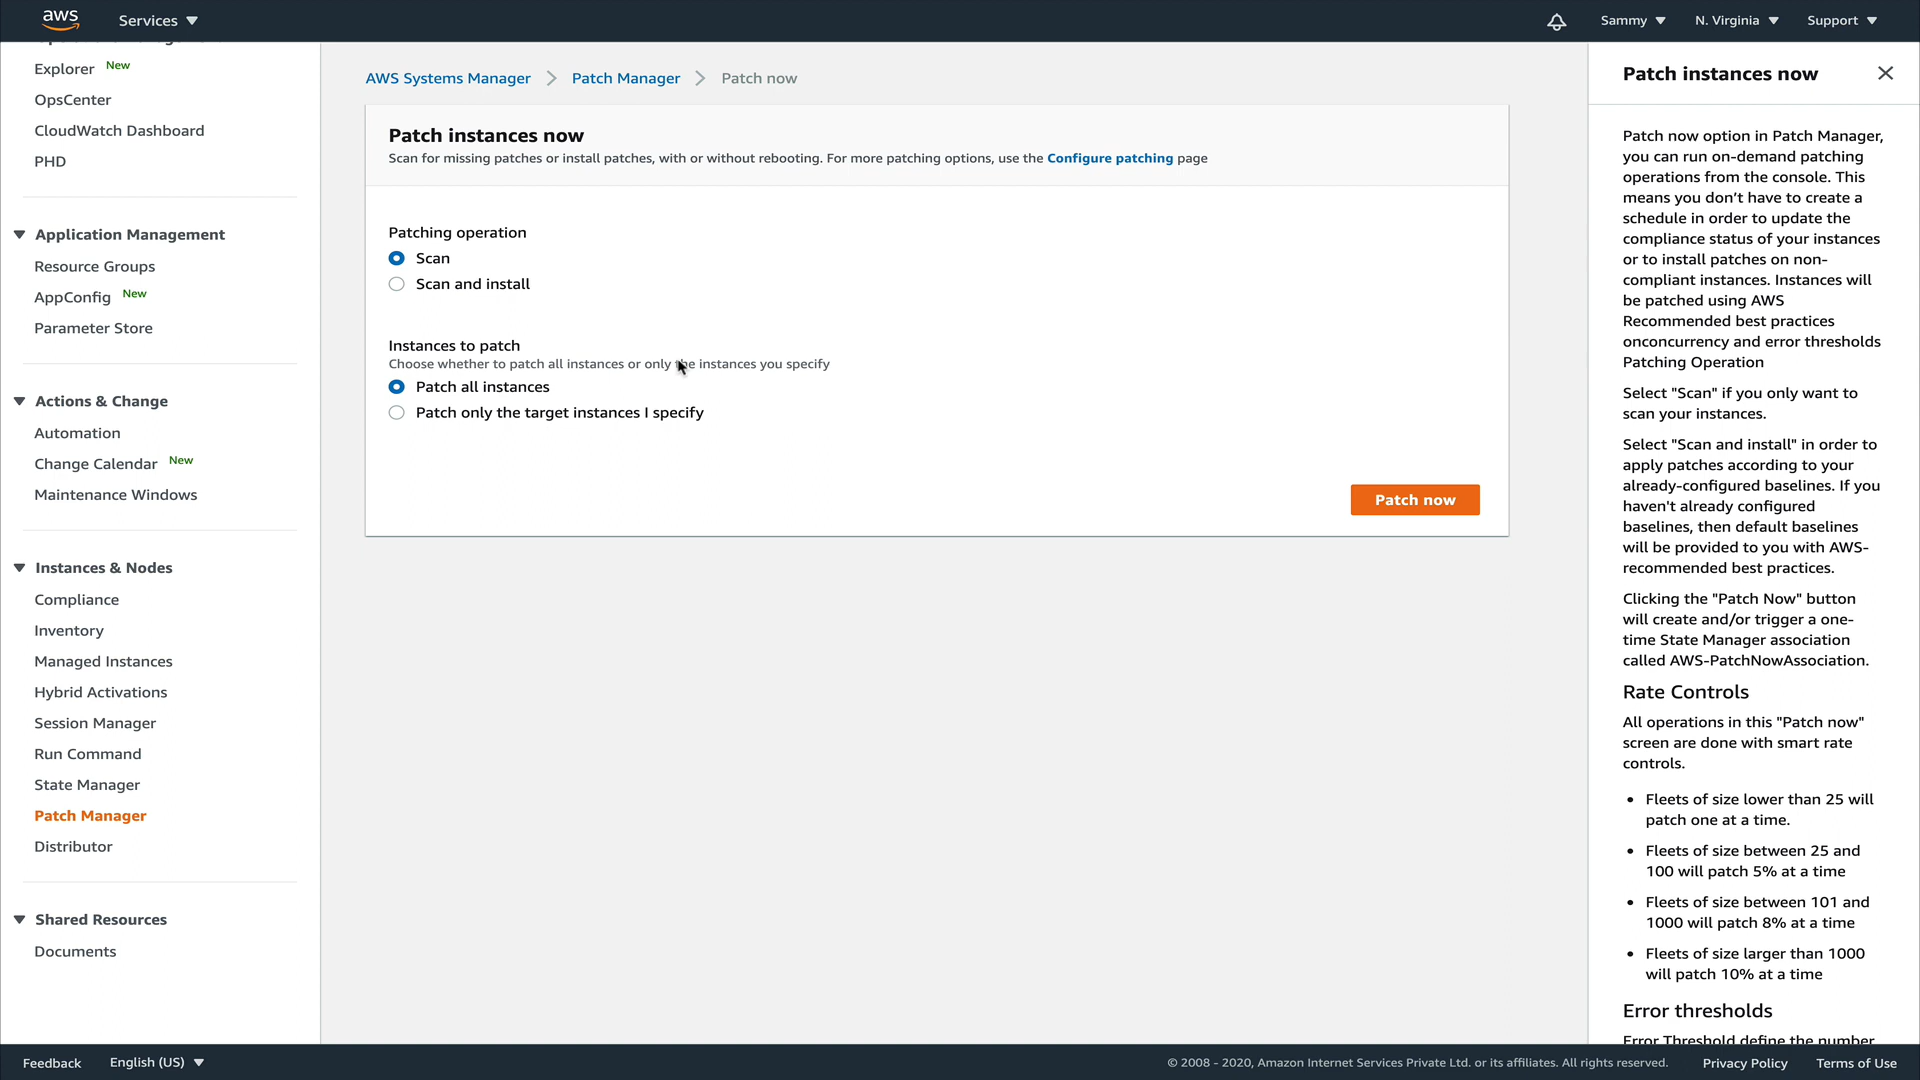 aws
Services
Sammy
N. Virginia
Support
Explorer New
OpsCenter
CloudWatch Dashboard
PHD
Application Management
Resource Groups
AppConfig New
Parameter Store
Actions & Change
Automation
Change Calendar New
Maintenance Windows
Instances & Nodes
Compliance
Inventory
Managed Instances
Hybrid Activations
Session Manager
Run Command
State Manager
Patch Manager
Distributor
Shared Resources
Documents
AWS Systems Manager > Patch Manager > Patch now
Patch instances now
Scan for missing patches or install patches, with or without rebooting. For more patching options, use the Configure patching page
Patching operation
Scan
Scan and install
Instances to patch
Choose whether to patch all instances or only the instances you specify
Patch all instances
Patch only the target instances I specify
Patch now
Patch instances now
Patch now option in Patch Manager,
you can run on-demand patching
operations from the console. This
means you don't have to create a
schedule in order to update the
compliance status of your instances
or to install patches on non-
compliant instances. Instances will
be patched using AWS
Recommended best practices
onconcurrency and error thresholds
Patching Operation
Select "Scan" if you only want to
scan your instances.
Select "Scan and install" in order to
apply patches according to your
already-configured baselines. If you
haven't already configured
baselines, then default baselines
will be provided to you with AWS-
recommended best practices.
Clicking the "Patch Now" button
will create and/or trigger a one-
time State Manager association
called AWS-PatchNowAssociation.
Rate Controls
All operations in this "Patch now"
screen are done with smart rate
controls.
• Fleets of size lower than 25 will
patch one at a time.
• Fleets of size between 25 and
100 will patch 5% at a time
• Fleets of size between 101 and
1000 will patch 8% at a time
• Fleets of size larger than 1000
will patch 10% at a time
Error thresholds
Error Threshold define the number
Feedback
English (US)
© 2008 - 2020, Amazon Internet Services Private Ltd. or its affiliates. All rights reserved.
Privacy Policy
Terms of Use